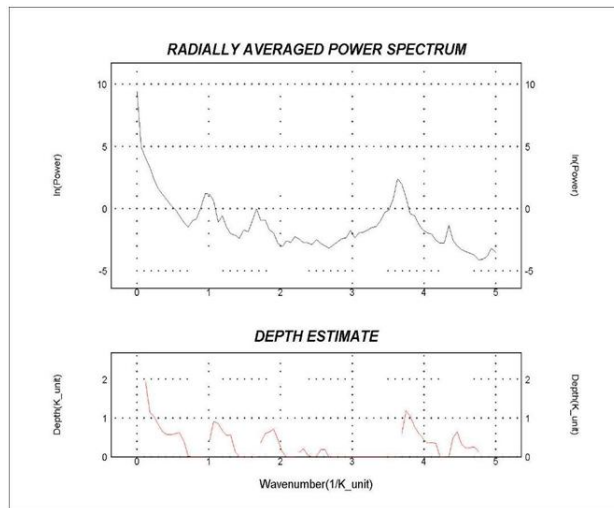 RADIALLY AVERAGED POWER SPECTRUM
10
10
5
5
ln(Power)
ln(Power)
0
0
-5
-5
0 1 2 3 4 5
DEPTH ESTIMATE
2
2
Depth(K_unit)
Depth(K_unit)
1
1
0
0
0 1 2 3 4 5
Wavenumber(1/K_unit)